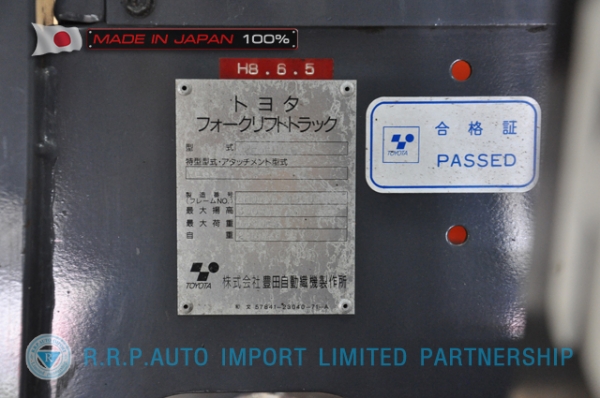 MADE IN JAPAN 100%
H8.6.5
トヨタ
フォークリフトトラック
型式
特型型式・アタッチメント型式
製造番号
(フレームNO.)
最大揚高
最大荷重
自重
TOYOTA 株式会社 豊田自動織機製作所
合格証
TOYOTA PASSED
R.R.P.AUTO IMPORT LIMITED PARTNERSHIP